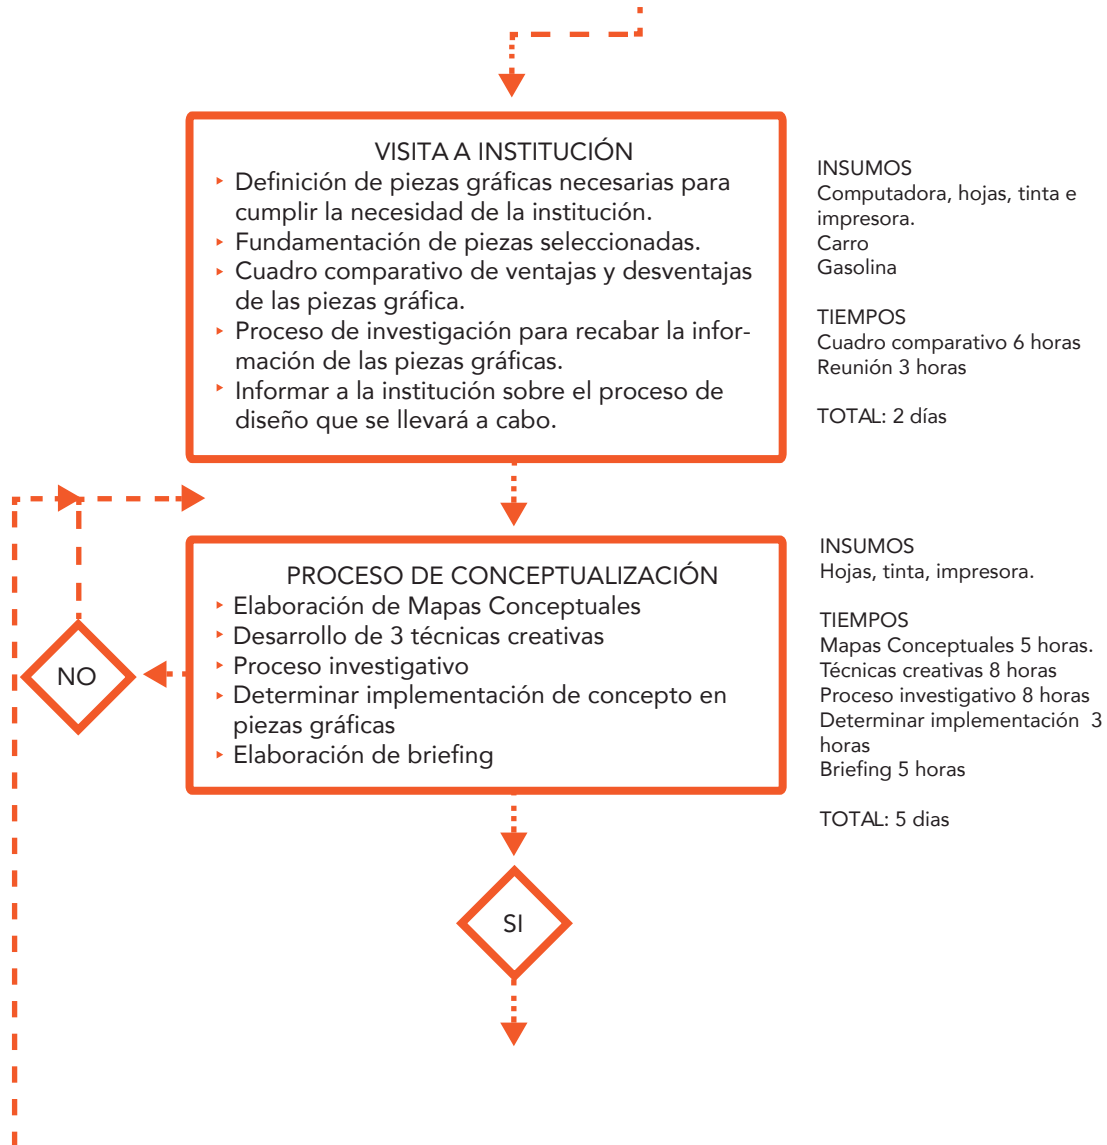 VISITA A INSTITUCIÓN
‣ Definición de piezas gráficas necesarias para
cumplir la necesidad de la institución.
‣ Fundamentación de piezas seleccionadas.
‣ Cuadro comparativo de ventajas y desventajas
de las piezas gráfica.
‣ Proceso de investigación para recabar la infor-
mación de las piezas gráficas.
‣ Informar a la institución sobre el proceso de
diseño que se llevará a cabo.
INSUMOS
Computadora, hojas, tinta e
impresora.
Carro
Gasolina
TIEMPOS
Cuadro comparativo 6 horas
Reunión 3 horas
TOTAL: 2 días
PROCESO DE CONCEPTUALIZACIÓN
‣ Elaboración de Mapas Conceptuales
‣ Desarrollo de 3 técnicas creativas
‣ Proceso investigativo
‣ Determinar implementación de concepto en
piezas gráficas
‣ Elaboración de briefing
INSUMOS
Hojas, tinta, impresora.
TIEMPOS
Mapas Conceptuales 5 horas.
Técnicas creativas 8 horas
Proceso investigativo 8 horas
Determinar implementación 3
horas
Briefing 5 horas
TOTAL: 5 dias
NO
SI